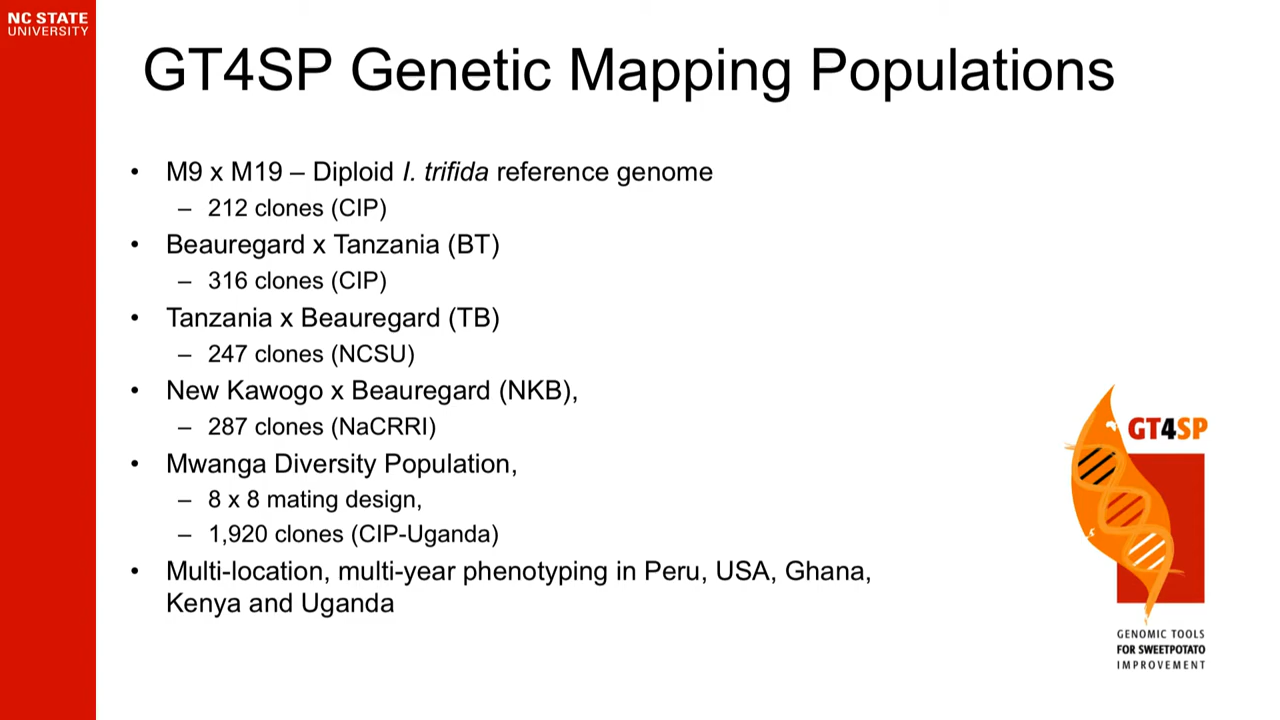 NC STATE
UNIVERSITY
GT4SP Genetic Mapping Populations
• M9 x M19 – Diploid I. trifida reference genome
– 212 clones (CIP)
• Beauregard x Tanzania (BT)
– 316 clones (CIP)
• Tanzania x Beauregard (TB)
– 247 clones (NCSU)
• New Kawogo x Beauregard (NKB),
– 287 clones (NaCRRI)
• Mwanga Diversity Population,
– 8 x 8 mating design,
– 1,920 clones (CIP-Uganda)
• Multi-location, multi-year phenotyping in Peru, USA, Ghana,
Kenya and Uganda
GT4SP
GENOMIC TOOLS
FOR SWEETPOTATO
IMPROVEMENT